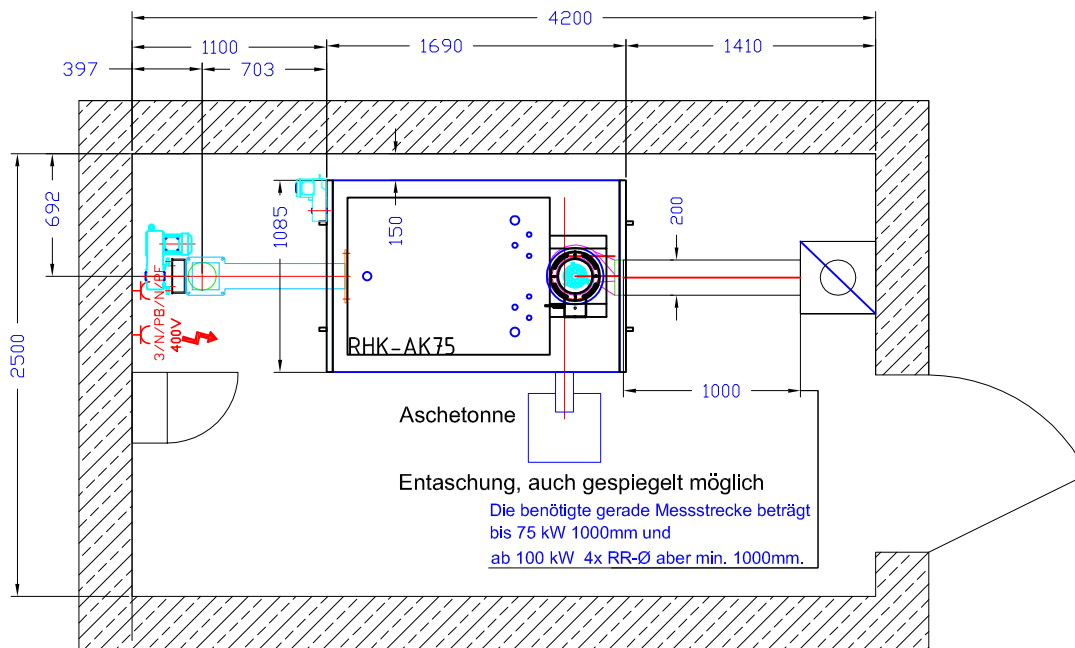 4200
1100
1690
1410
397
703
692
150
1085
200
2500
3/N/PB/N/PE
400V
RHK-AK75
1000
Aschetonne
Entaschung, auch gespiegelt möglich
Die benötigte gerade Messstrecke beträgt
bis 75 kW 1000mm und
ab 100 kW 4x RR-Ø aber min. 1000mm.